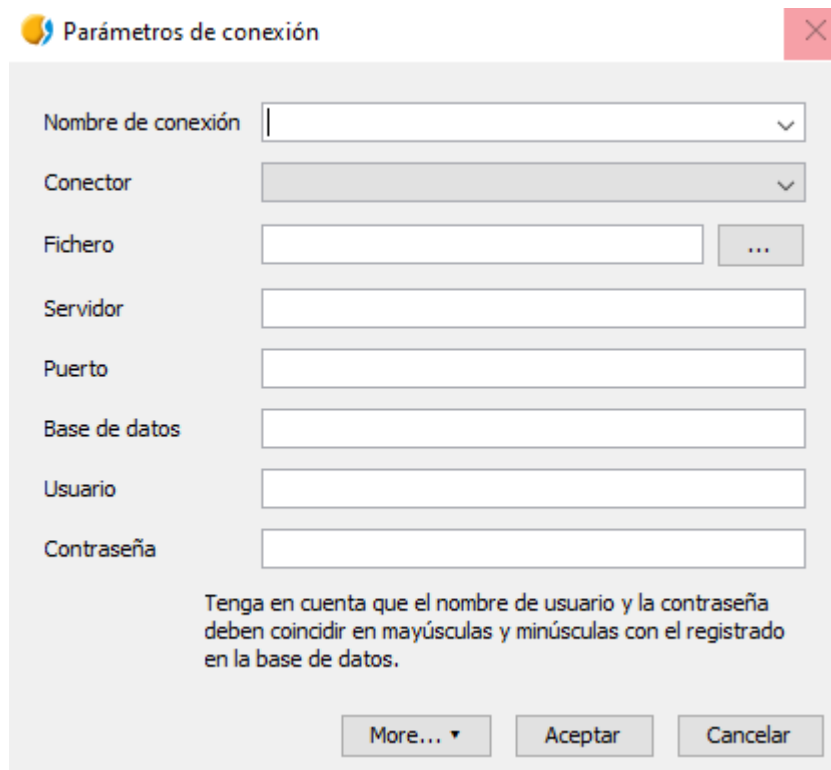 Parámetros de conexión
Nombre de conexión
Conector
Fichero
...
Servidor
Puerto
Base de datos
Usuario
Contraseña
Tenga en cuenta que el nombre de usuario y la contraseña
deben coincidir en mayúsculas y minúsculas con el registrado
en la base de datos.
More... ▾ Aceptar Cancelar